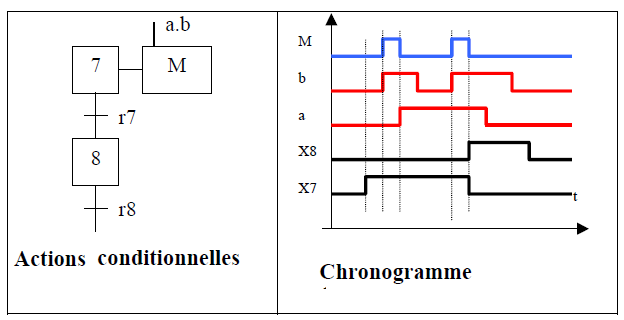 a.b
7
M
r7
8
r8
Actions conditionnelles
M
b
a
X8
X7
t
Chronogramme